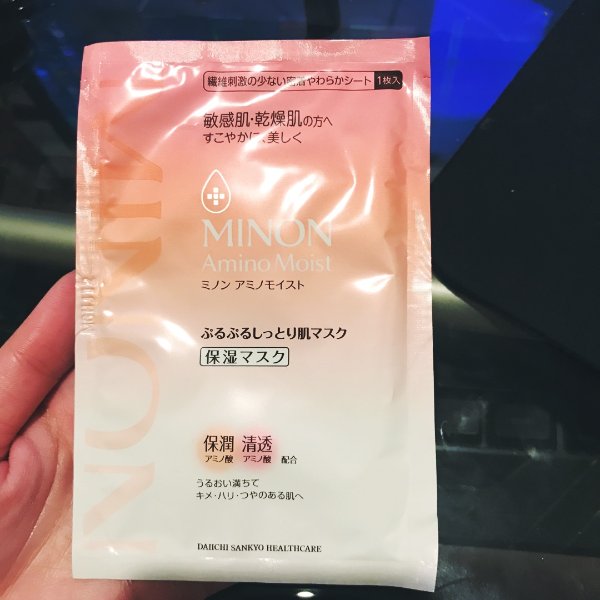 繊維刺激の少ない密着やわらかシート 1枚入
敏感肌・乾燥肌の方へ
すこやかに、美しく
MINON
Amino Moist
ミノン アミノモイスト
ぷるぷるしっとり肌マスク
保湿マスク
保潤 清透
アミノ酸 アミノ酸 配合
うるおい満ちて
キメ・ハリ・つやのある肌へ
DAIICHI SANKYO HEALTHCARE
MINON